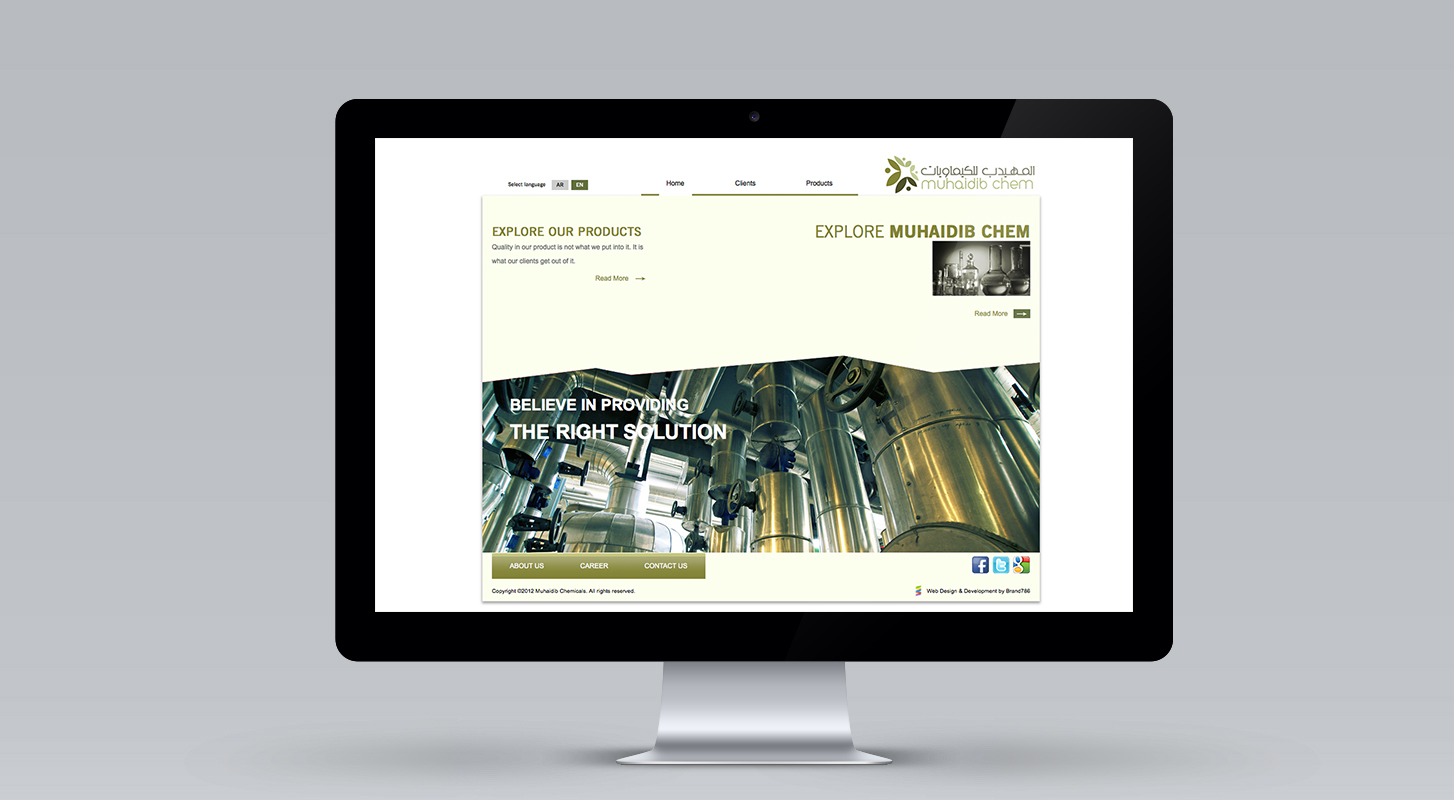 Select language AR EN
Home Clients Products
المهيدب للكيماويات
muhaidib chem
EXPLORE OUR PRODUCTS
Quality in our product is not what we put into it. It is
what our clients get out of it.
Read More
EXPLORE MUHAIDIB CHEM
Read More
BELIEVE IN PROVIDING
THE RIGHT SOLUTION
ABOUT US CAREER CONTACT US
Copyright ©2012 Muhaidib Chemicals. All rights reserved.
Web Design & Development by Brand786